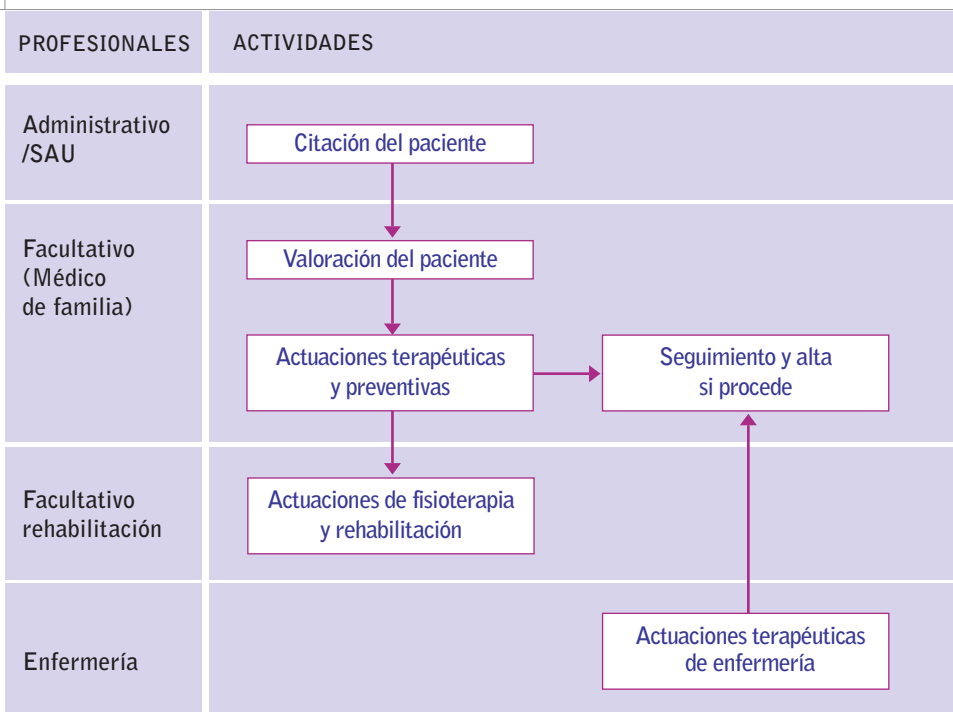 PROFESIONALES
ACTIVIDADES
Administrativo
/SAU
Citación del paciente
Facultativo
(Médico
de familia)
Valoración del paciente
Actuaciones terapéuticas
y preventivas
Seguimiento y alta
si procede
Facultativo
rehabilitación
Actuaciones de fisioterapia
y rehabilitación
Enfermería
Actuaciones terapéuticas
de enfermería